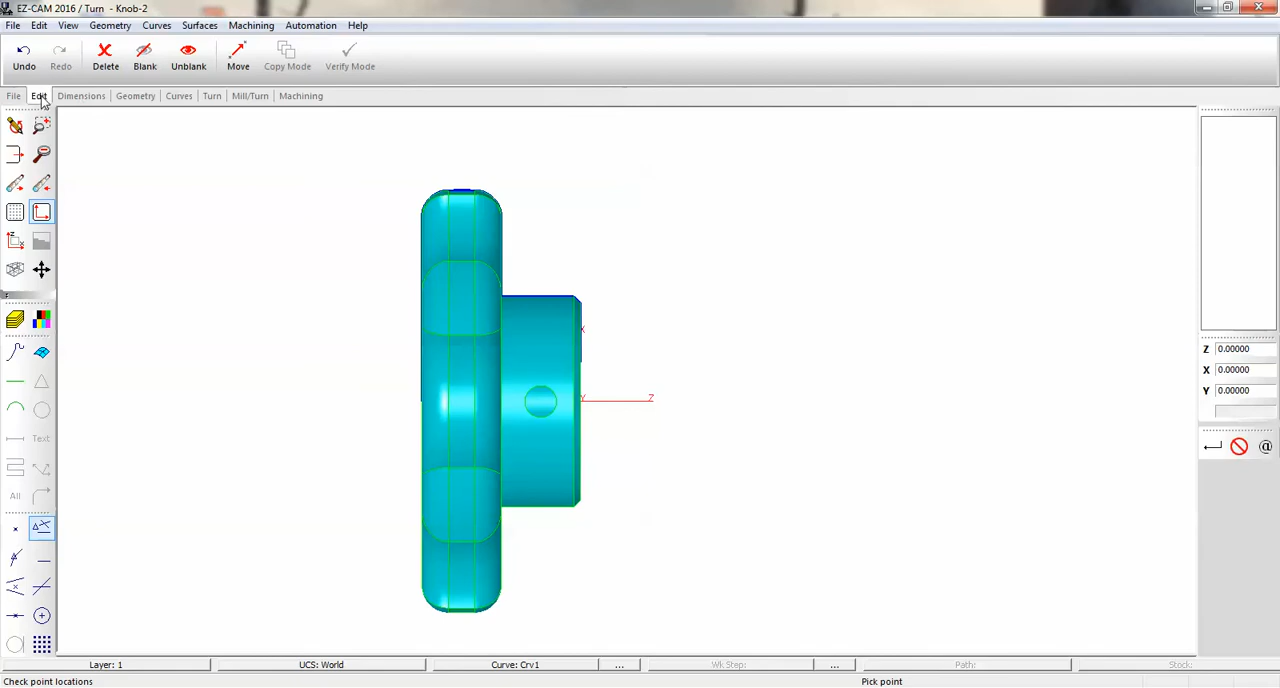 EZ-CAM 2016 / Turn - Knob-2
File Edit View Geometry Curves Surfaces Machining Automation Help
Undo Redo Delete Blank Unblank Move Copy Mode Verify Mode
File Edit Dimensions Geometry Curves Turn Mill/Turn Machining
X
Y Z
Z 0.00000
X 0.00000
Y 0.00000
@
Text
All
Layer: 1 UCS: World Curve: Crv1 ... Wk Step: ... Path: Stock:
Check point locations Pick point